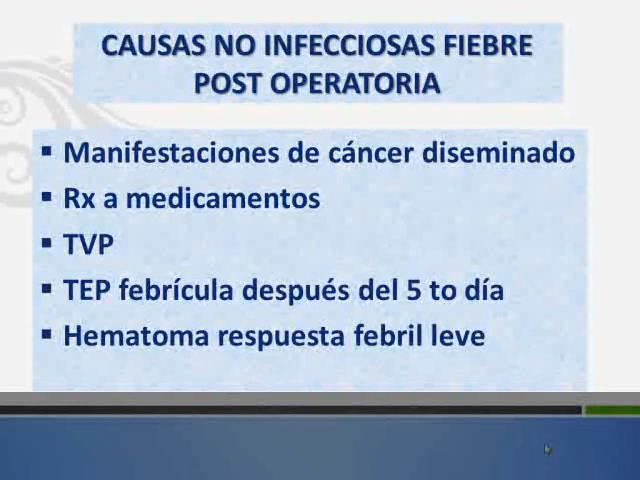 CAUSAS NO INFECCIOSAS FIEBRE
POST OPERATORIA
▪ Manifestaciones de cáncer diseminado
▪ Rx a medicamentos
▪ TVP
▪ TEP febrícula después del 5 to día
▪ Hematoma respuesta febril leve